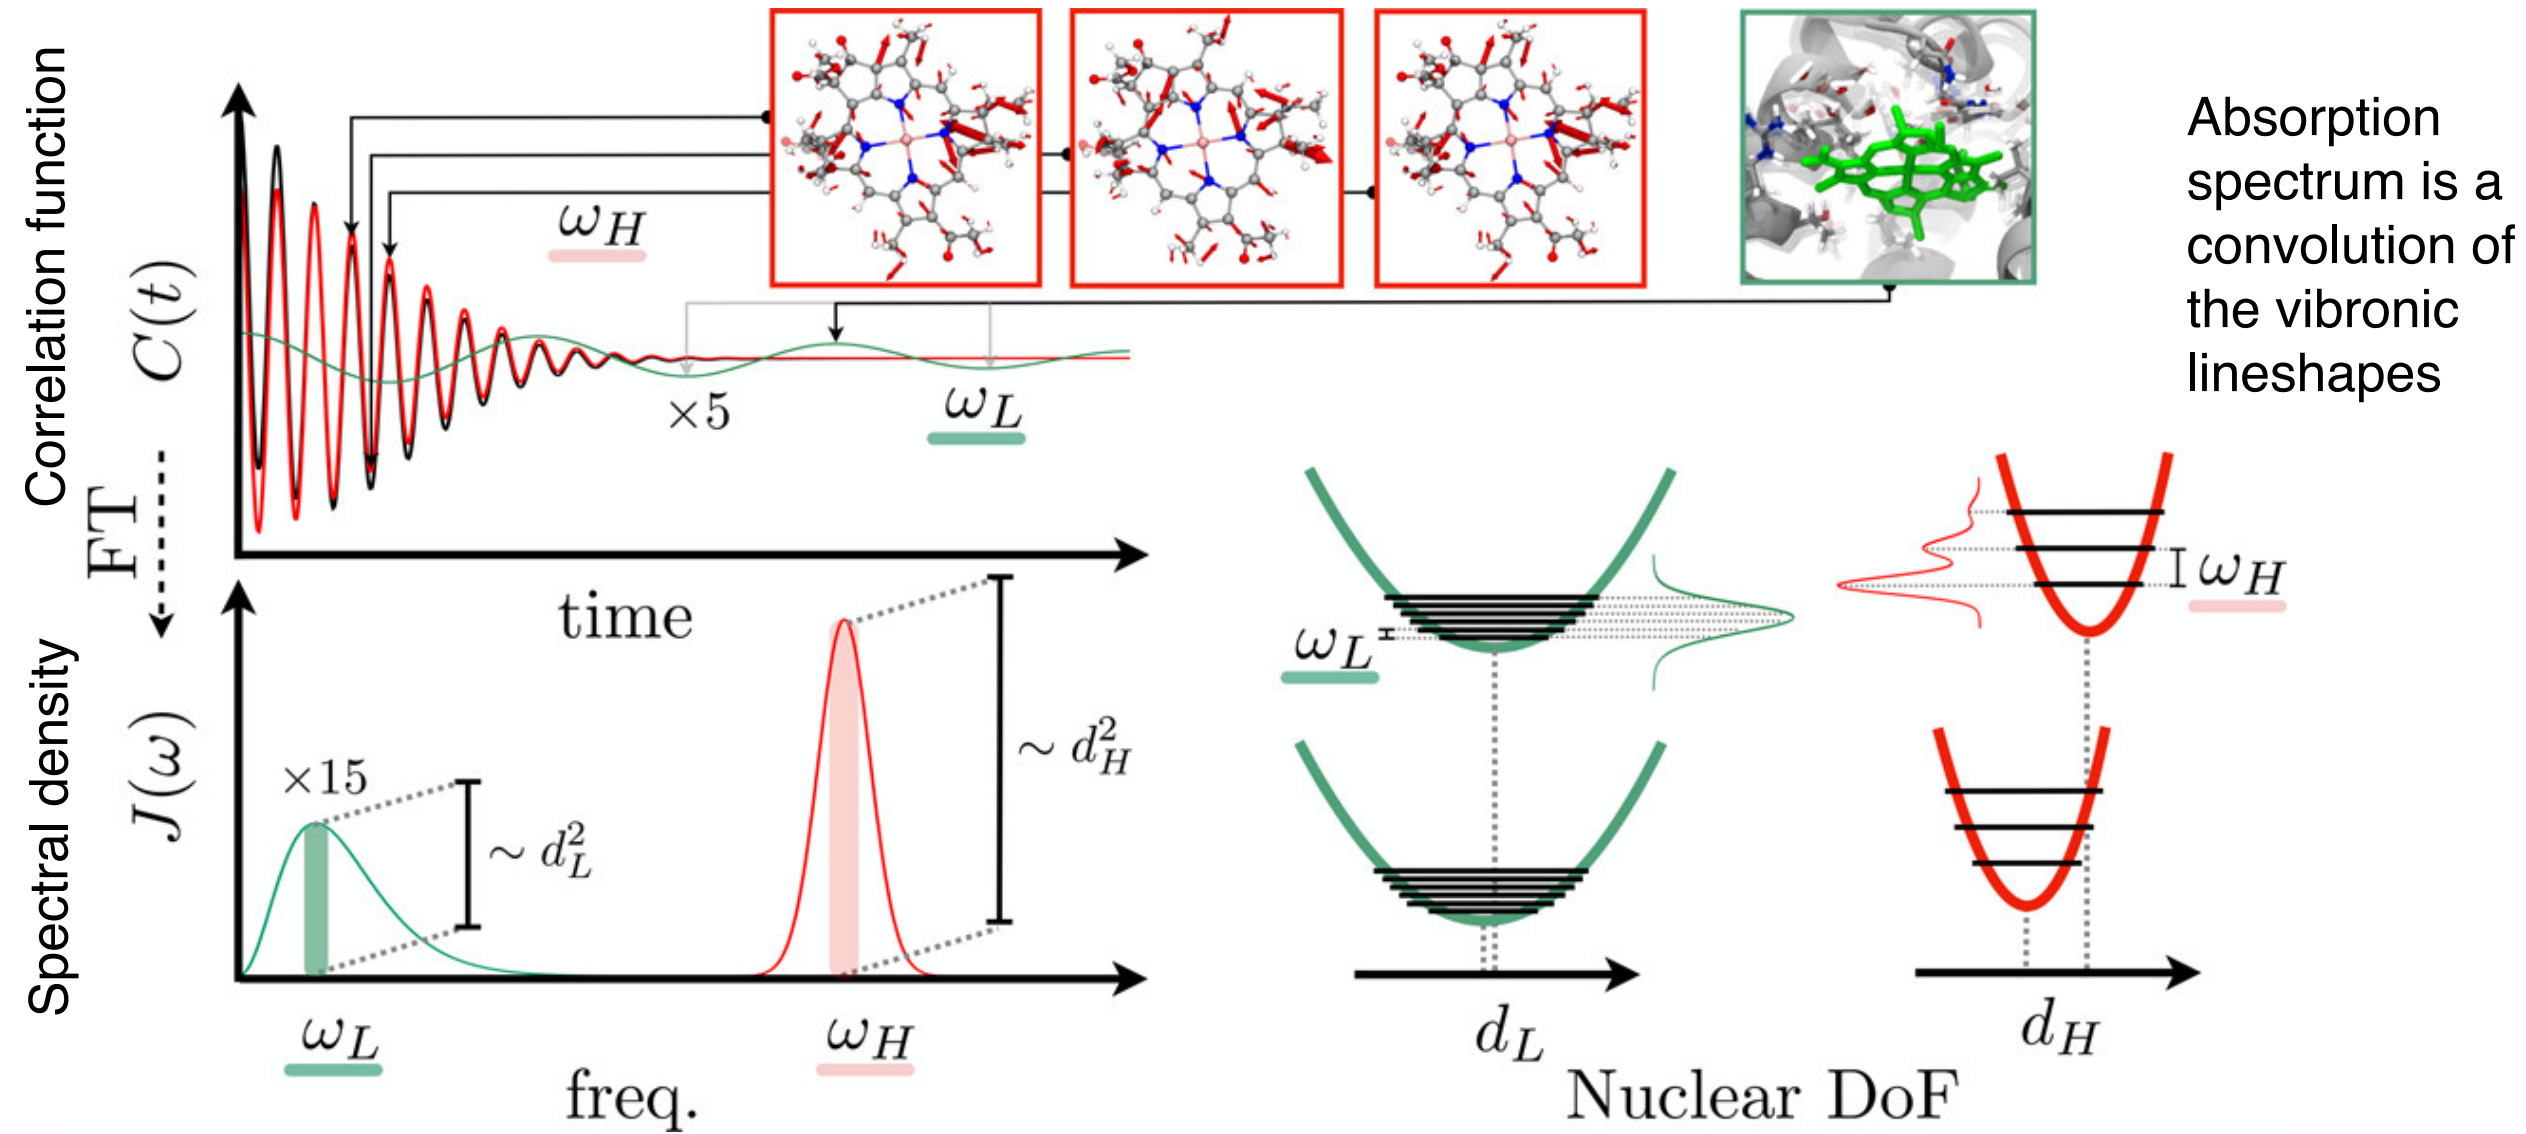 Correlation function
C(t)
ω_H
×5
ω_L
Absorption
spectrum is a
convolution of
the vibronic
lineshapes
FT
time
Spectral density
J(ω)
×15
∼ d_L^2
∼ d_H^2
ω_L
ω_H
freq.
ω_L
ω_H
d_L
d_H
Nuclear DoF